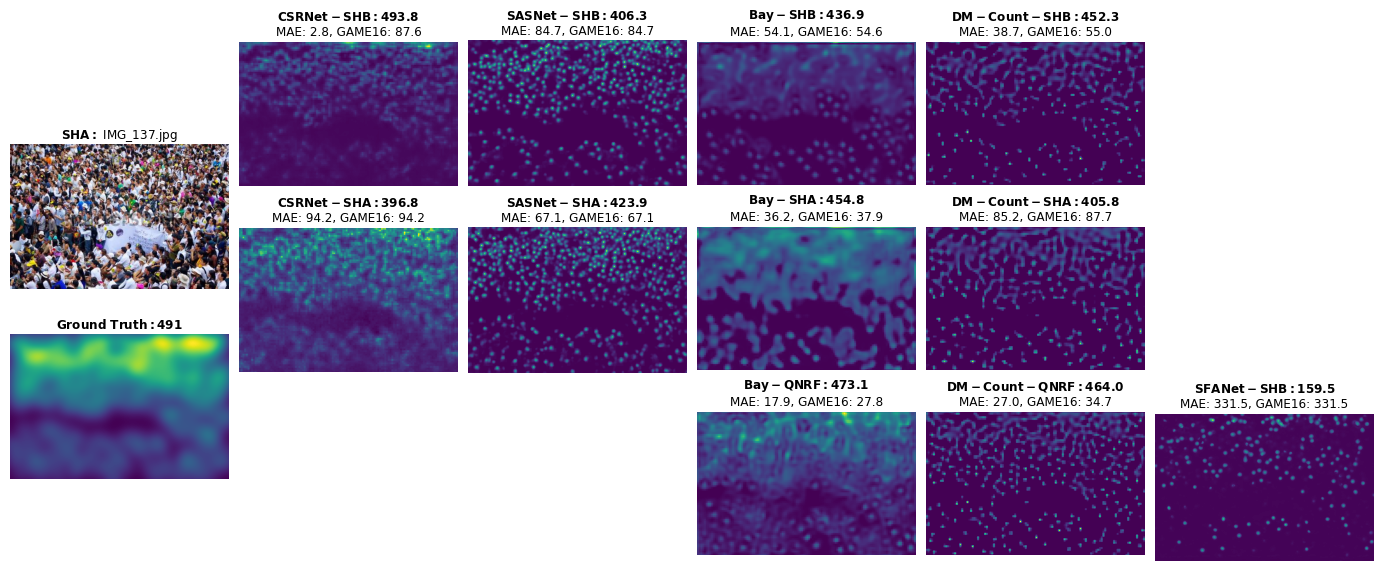 CSRNet − SHB : 493.8
MAE: 2.8, GAME16: 87.6
SASNet − SHB : 406.3
MAE: 84.7, GAME16: 84.7
Bay − SHB : 436.9
MAE: 54.1, GAME16: 54.6
DM − Count − SHB : 452.3
MAE: 38.7, GAME16: 55.0
SHA : IMG_137.jpg
CSRNet − SHA : 396.8
MAE: 94.2, GAME16: 94.2
SASNet − SHA : 423.9
MAE: 67.1, GAME16: 67.1
Bay − SHA : 454.8
MAE: 36.2, GAME16: 37.9
DM − Count − SHA : 405.8
MAE: 85.2, GAME16: 87.7
Ground Truth : 491
Bay − QNRF : 473.1
MAE: 17.9, GAME16: 27.8
DM − Count − QNRF : 464.0
MAE: 27.0, GAME16: 34.7
SFANet − SHB : 159.5
MAE: 331.5, GAME16: 331.5